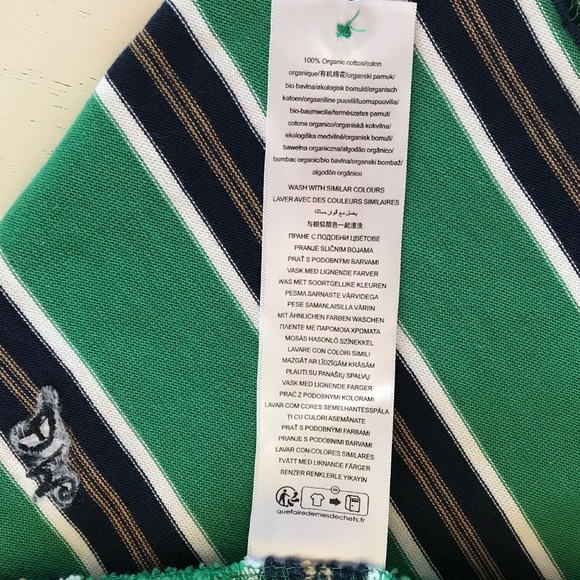 100% Organic cotton/coton
organique/有机棉花/organski pamuk/
bio bavlna/økologisk bomuld/organisch
katoen/orgaaniline puuvill/luomupuuvilla/
bio-baumwolle/természetes pamut/
cotone organico/organiskā kokvilna/
ekologiška medvilnė/organisk bomull/
bawełna organiczna/algodão orgânico/
bumbac organic/bio bavlna/organski bombaž/
algodón orgánico
WASH WITH SIMILAR COLOURS
LAVER AVEC DES COULEURS SIMILAIRES
与相似颜色一起清洗
ПРАНЕ С ПОДОБНИ ЦВЕТОВЕ
PRANJE SLIČNIM BOJAMA
PRAŤ S PODOBNÝMI BARVAMI
VASK MED LIGNENDE FARVER
WAS MET SOORTGELIJKE KLEUREN
PESMA SARNASTE VÄRVIDEGA
PESE SAMANLAISILLA VÄRIIN
MIT ÄHNLICHEN FARBEN WASCHEN
ΠΛΕΝΤΕ ΜΕ ΠΑΡΟΜΟΙΑ ΧΡΩΜΑΤΑ
MOSÁS HASONLÓ SZÍNEKKEL
LAVARE CON COLORI SIMILI
MAZGĀT AR LĪDZĪGĀM KRĀSĀM
PLAUTI SU PANAŠIŲ SPALVŲ
VASK MED LIGNENDE FARGER
PRAĆ Z PODOBNYMI KOLORAMI
LAVAR COM CORES SEMELHANTESSPĂLA
ȚI CU CULORI ASEMĂNATE
PRAŤ S PODOBNÝMI FARBAMI
PRANJE S PODOBNIMI BARVAMI
LAVAR CON COLORES SIMILARES
TVÄTT MED LIKNANDE FÄRGER
BENZER RENKLERLE YIKAYIN
quefairedemesdechets.fr